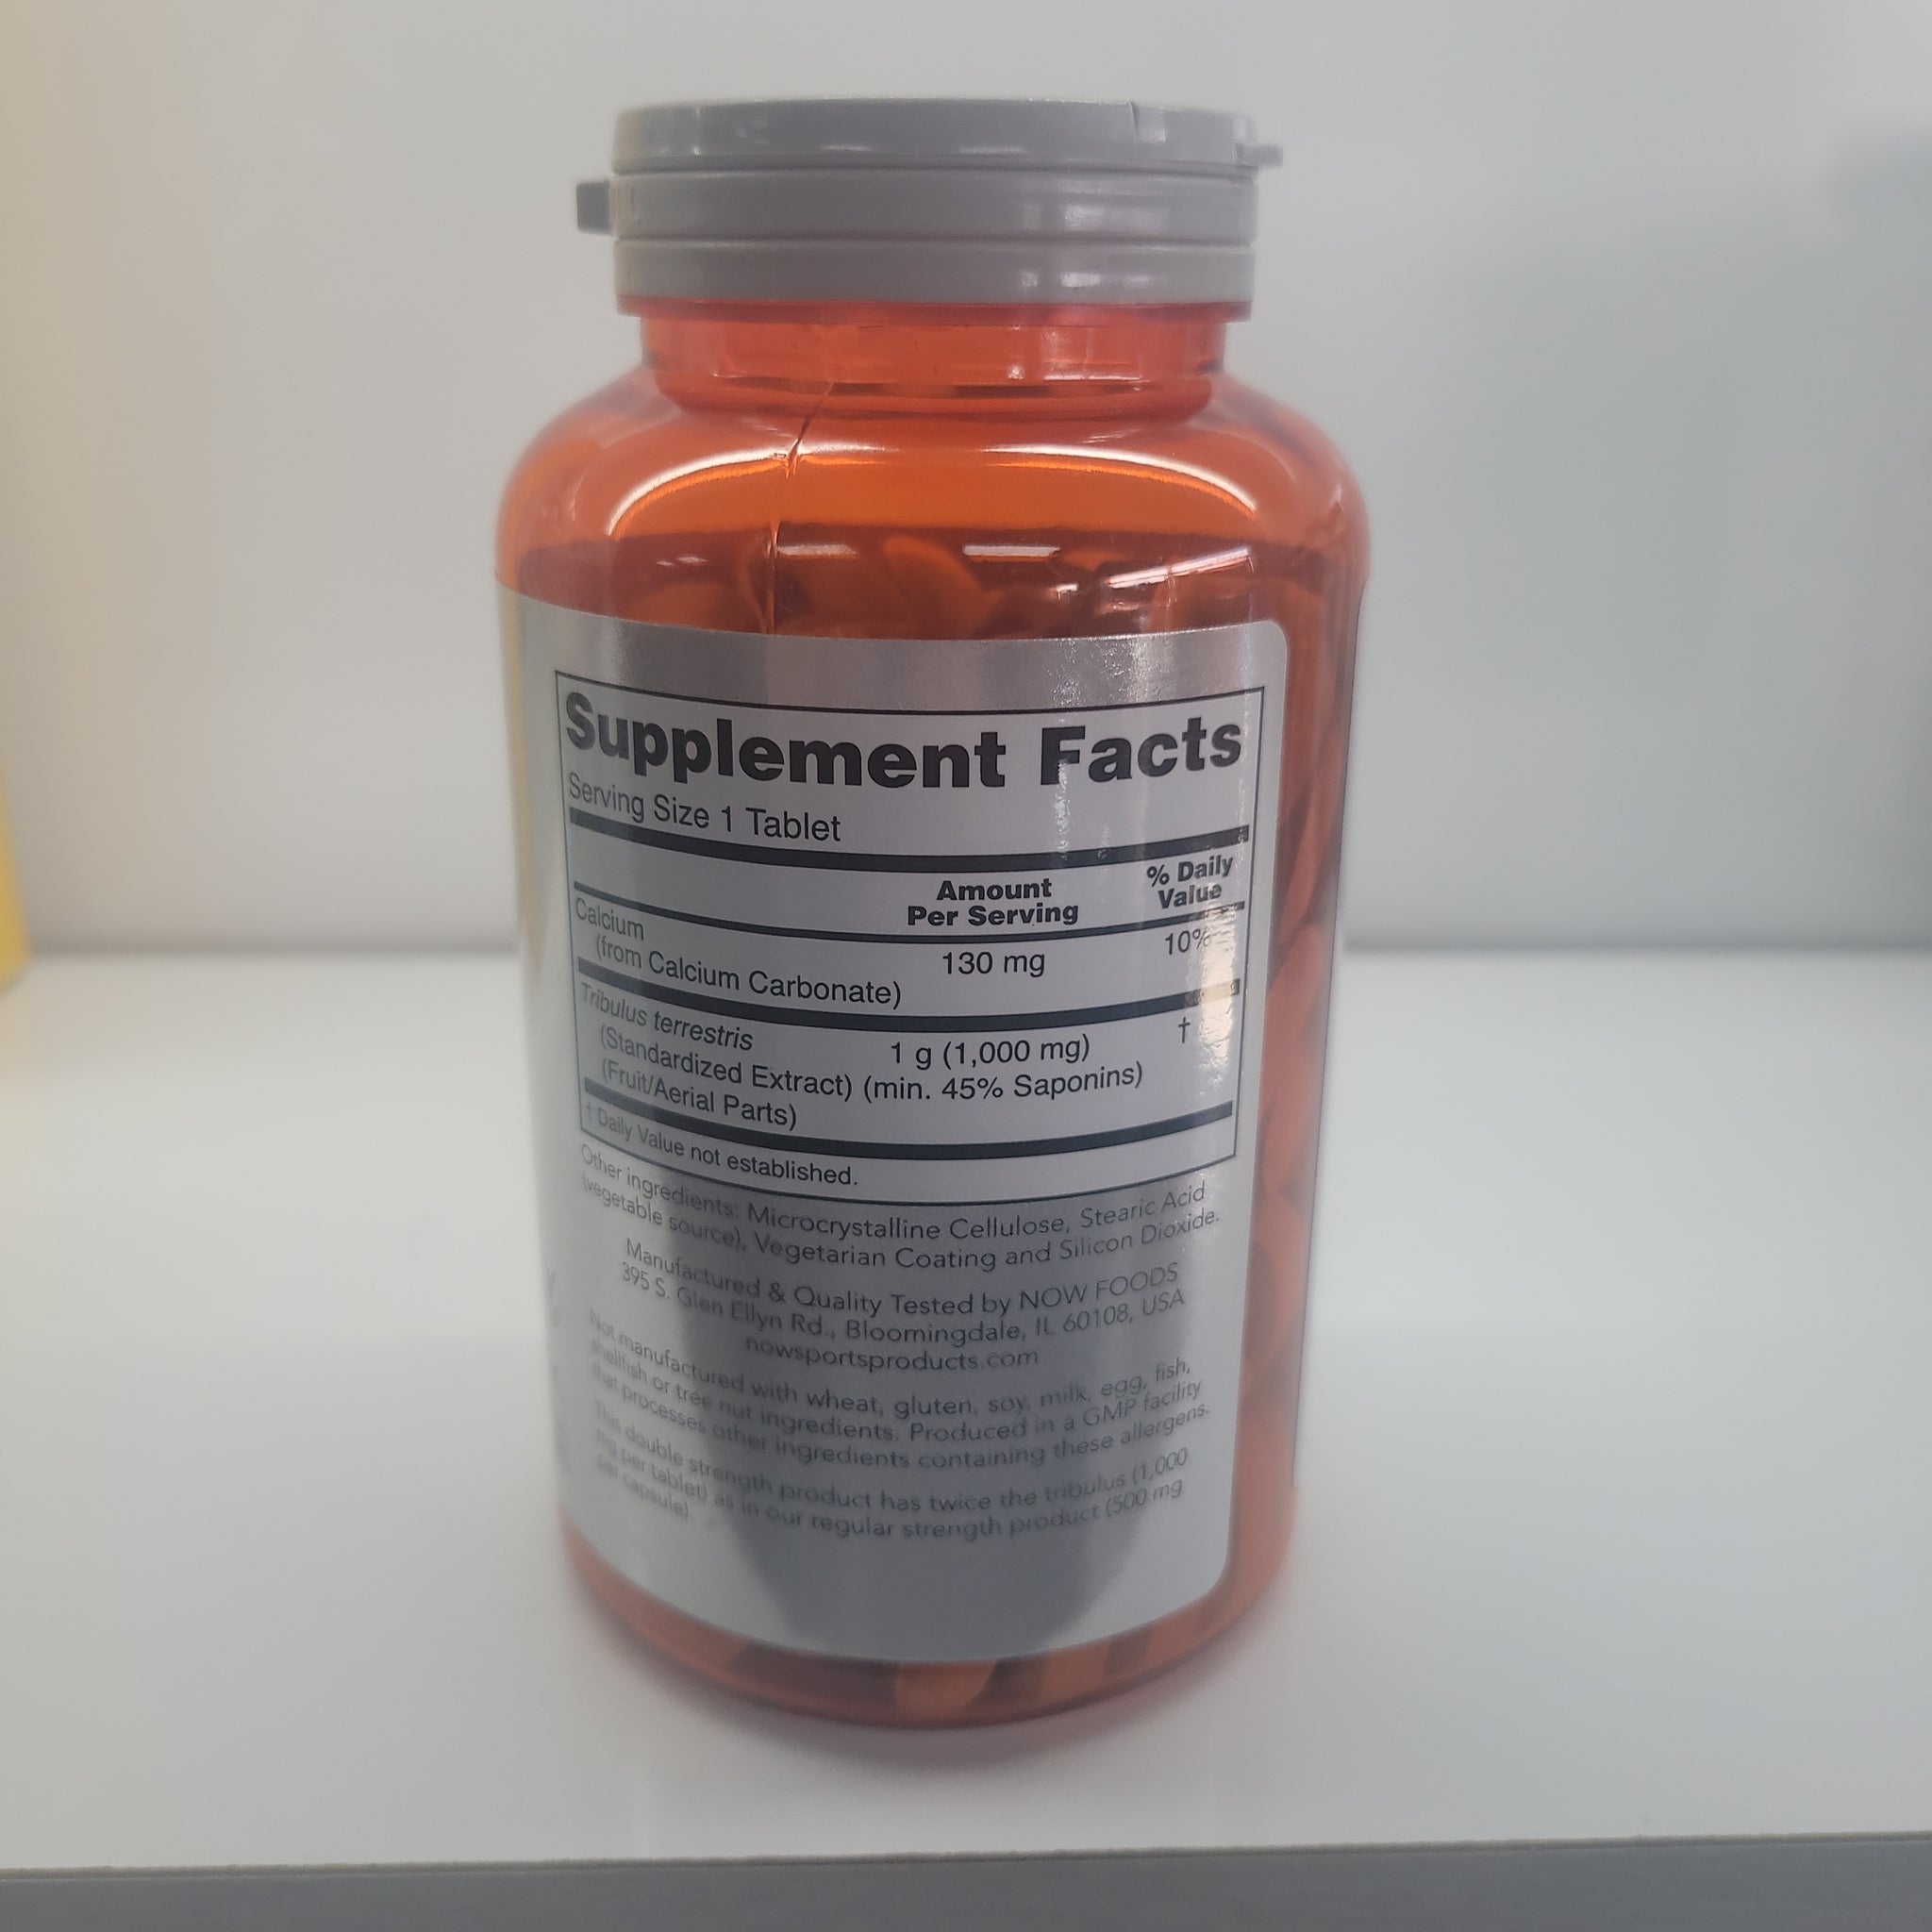 Supplement Facts
Serving Size 1 Tablet
Amount
Per Serving
% Daily
Value
Calcium
(from Calcium Carbonate)
130 mg
10%
Tribulus terrestris
1 g (1,000 mg)
†
(Standardized Extract) (min. 45% Saponins)
(Fruit/Aerial Parts)
† Daily Value not established.
Other ingredients: Microcrystalline Cellulose, Stearic Acid
(vegetable source), Vegetarian Coating and Silicon Dioxide.
Manufactured & Quality Tested by NOW FOODS
395 S. Glen Ellyn Rd., Bloomingdale, IL 60108, USA
nowsportsproducts.com
Not manufactured with wheat, gluten, soy, milk, egg, fish,
shellfish or tree nut ingredients. Produced in a GMP facility
that processes other ingredients containing these allergens.
This double strength product has twice the tribulus (1,000
mg per tablet) as in our regular strength product (500 mg
per capsule).